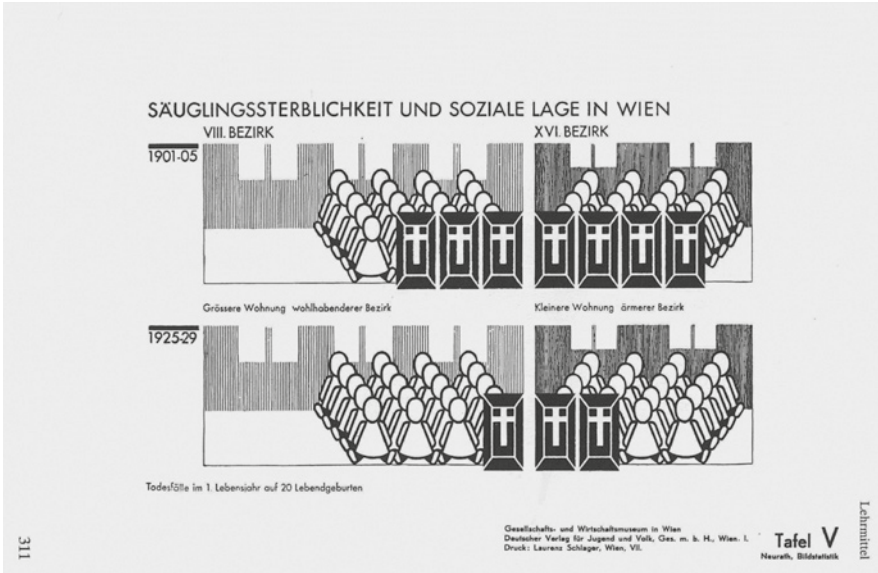 SÄUGLINGSSTERBLICHKEIT UND SOZIALE LAGE IN WIEN
VIII. BEZIRK
XVI. BEZIRK
1901-05
Grössere Wohnung wohlhabenderer Bezirk
Kleinere Wohnung ärmerer Bezirk
1925-29
Todesfälle im 1. Lebensjahr auf 20 Lebendgeburten
Gesellschafts- und Wirtschaftsmuseum in Wien
Deutscher Verlag für Jugend und Volk, Ges. m. b. H., Wien. I.
Druck: Laurenz Schlager, Wien, VII.
Tafel V
Neurath, Bildstatistik
Lehrmittel
311